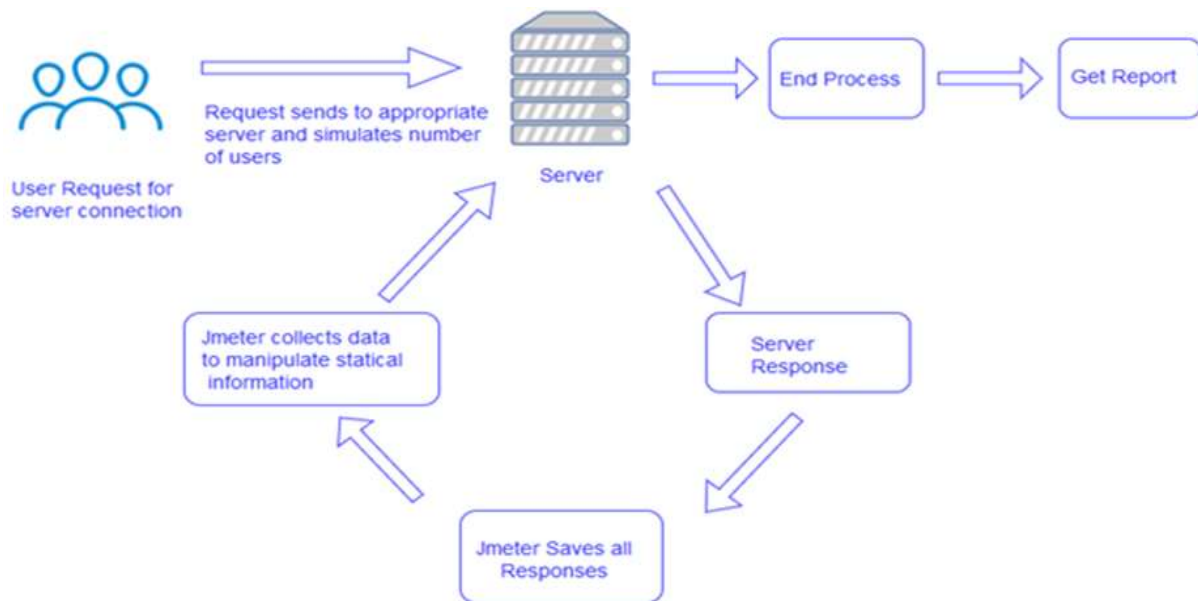 User Request for
server connection
Request sends to appropriate
server and simulates number
of users
Server
End Process
Get Report
Server
Response
Jmeter Saves all
Responses
Jmeter collects data
to manipulate statical
information